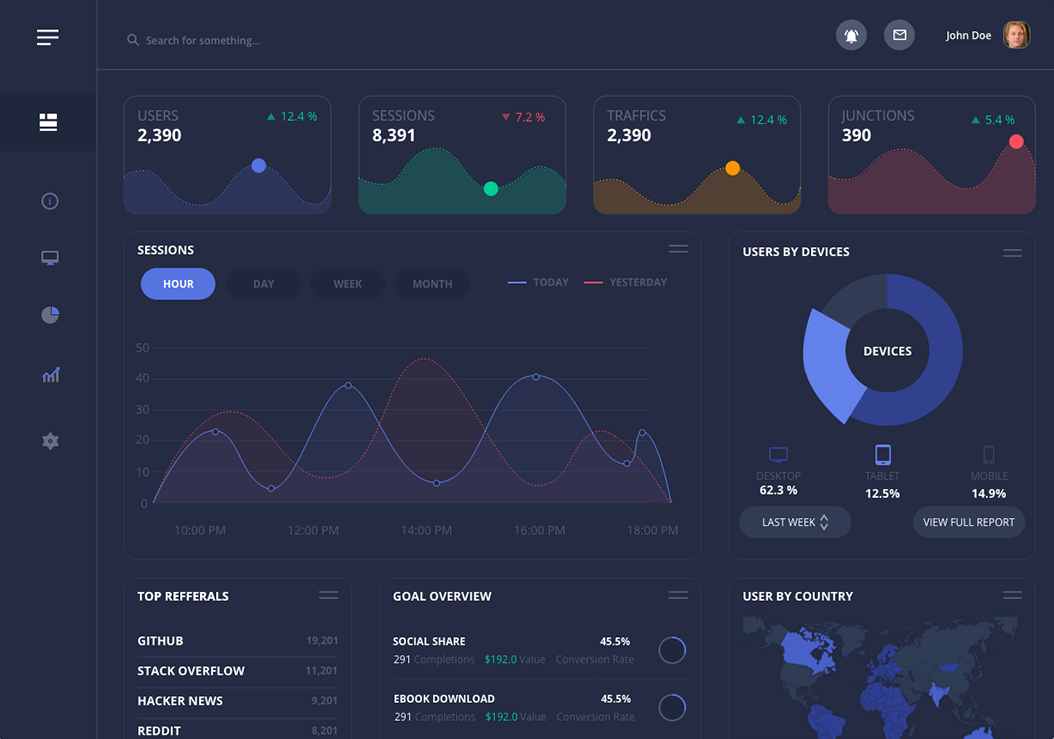 Search for something...
John Doe
USERS
12.4 %
2,390
SESSIONS
7.2 %
8,391
TRAFFICS
12.4 %
2,390
JUNCTIONS
5.4 %
390
SESSIONS
HOUR
DAY
WEEK
MONTH
TODAY
YESTERDAY
50
40
30
20
10
0
10:00 PM
12:00 PM
14:00 PM
16:00 PM
18:00 PM
USERS BY DEVICES
DEVICES
DESKTOP
62.3 %
TABLET
12.5%
MOBILE
14.9%
LAST WEEK
VIEW FULL REPORT
TOP REFFERALS
GITHUB 19,201
STACK OVERFLOW 11,201
HACKER NEWS 9,201
REDDIT 8,201
GOAL OVERVIEW
SOCIAL SHARE 45.5%
291 Completions $192.0 Value Conversion Rate
EBOOK DOWNLOAD 45.5%
291 Completions $192.0 Value Conversion Rate
USER BY COUNTRY